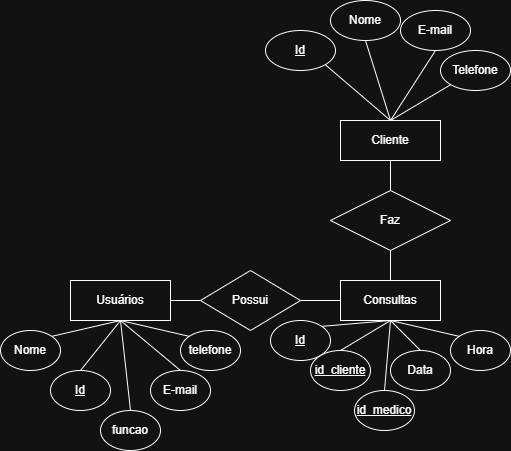 Nome
E-mail
Id
Telefone
Cliente
Faz
Usuários
Possui
Consultas
Nome
telefone
Id
Hora
id_cliente
Data
Id
E-mail
id_medico
funcao